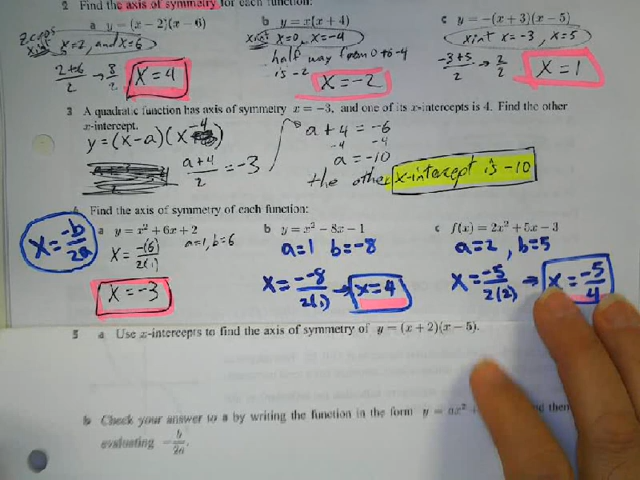 2 Find the axis of symmetry for each function:
a y = (x − 2)(x − 6)
b y = x(x + 4)
c y = −(x + 3)(x − 5)
zeros
xint x=2, and x=6
2+6/2 → 8/2 x=4
xint x=0, x=-4
half way from 0 + -4
is -2 x=-2
xint x=-3, x=5
-3+5/2 → 2/2 x=1
3 A quadratic function has axis of symmetry x = −3, and one of its x-intercepts is 4. Find the other
x-intercept.
y=(x-a)(x-4)
a+4/2 = -3
a+4 = -6
-4 -4
a = -10
the other x-intercept is -10
Find the axis of symmetry of each function:
x = -b/2a
a y = x² + 6x + 2
a=1, b=6
x = -(6)/2(1)
x = -3
b y = x² − 8x − 1
a=1 b=-8
x = --8/2(1) → x=4
c f(x) = 2x² + 5x − 3
a=2, b=5
x = -5/2(2) → x = -5/4
5 a Use x-intercepts to find the axis of symmetry of y = (x + 2)(x − 5).
b Check your answer to a by writing the function in the form y = ax² then
evaluating −b/2a.